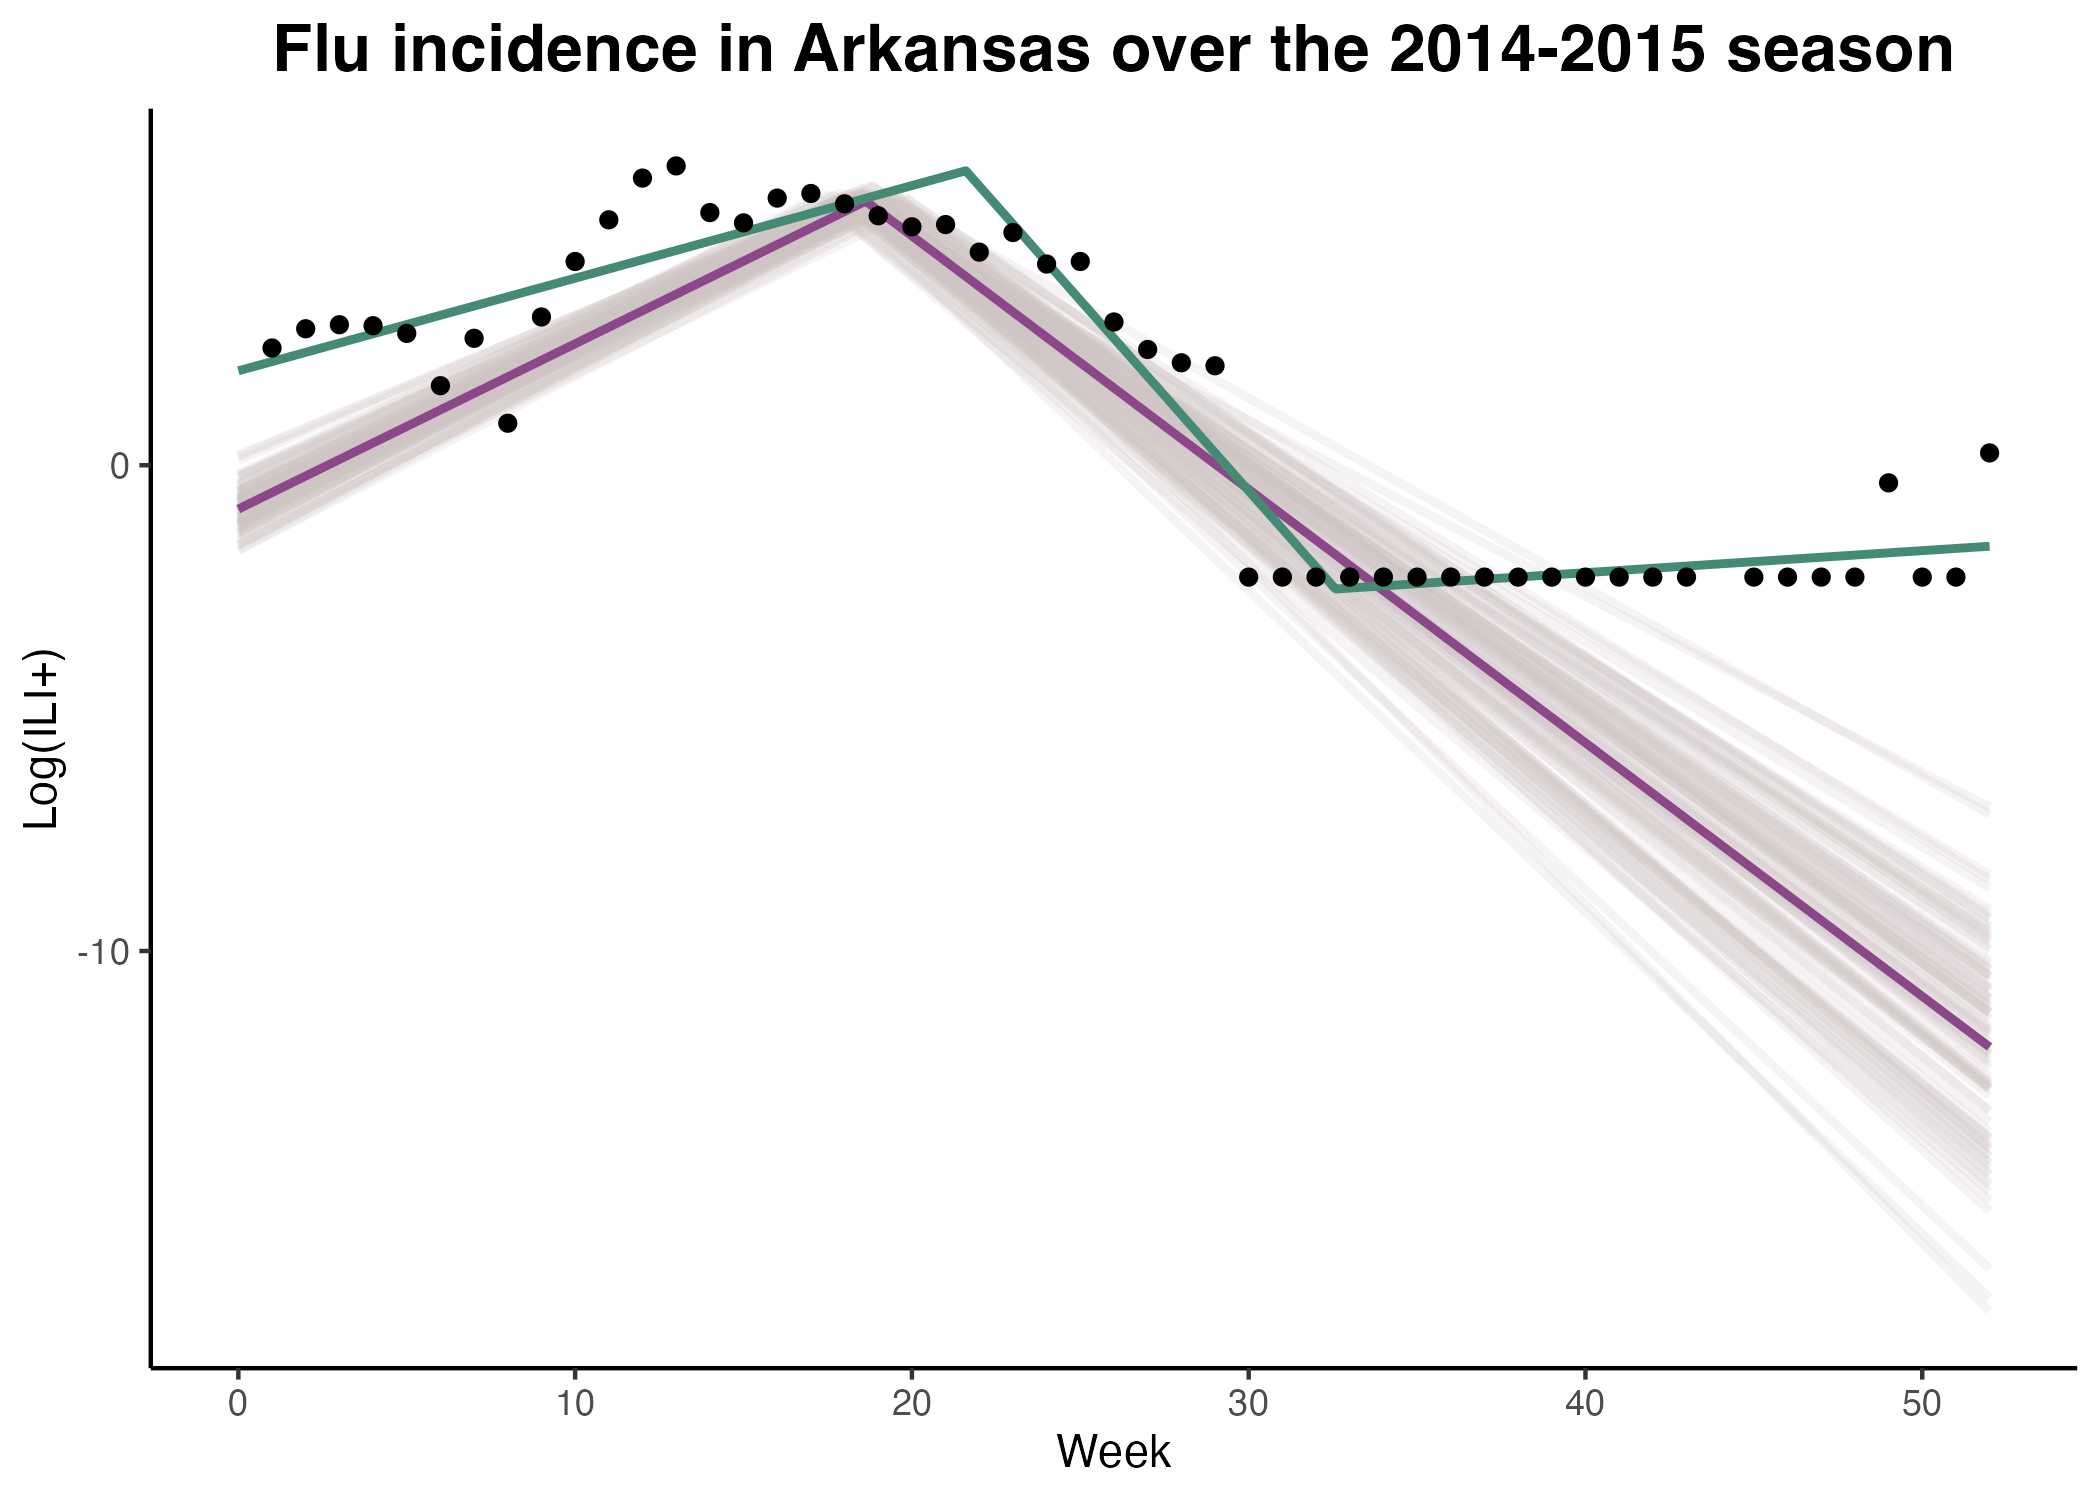 Flu incidence in Arkansas over the 2014-2015 season
Log(ILI+)
0
-10
0 10 20 30 40 50
Week